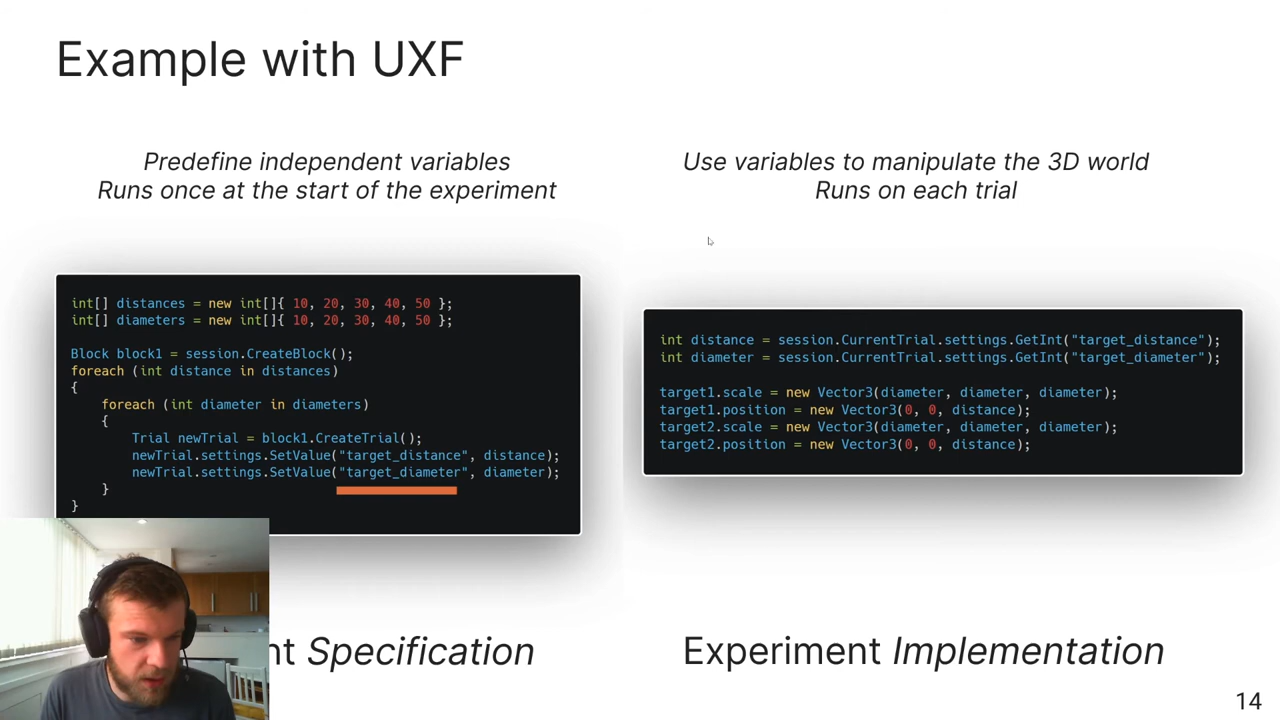 Example with UXF
Predefine independent variables
Runs once at the start of the experiment
int[] distances = new int[]{ 10, 20, 30, 40, 50 };
int[] diameters = new int[]{ 10, 20, 30, 40, 50 };
Block block1 = session.CreateBlock();
foreach (int distance in distances)
{
foreach (int diameter in diameters)
{
Trial newTrial = block1.CreateTrial();
newTrial.settings.SetValue("target_distance", distance);
newTrial.settings.SetValue("target_diameter", diameter);
}
}
nt Specification
Use variables to manipulate the 3D world
Runs on each trial
int distance = session.CurrentTrial.settings.GetInt("target_distance");
int diameter = session.CurrentTrial.settings.GetInt("target_diameter");
target1.scale = new Vector3(diameter, diameter, diameter);
target1.position = new Vector3(0, 0, distance);
target2.scale = new Vector3(diameter, diameter, diameter);
target2.position = new Vector3(0, 0, distance);
Experiment Implementation
14